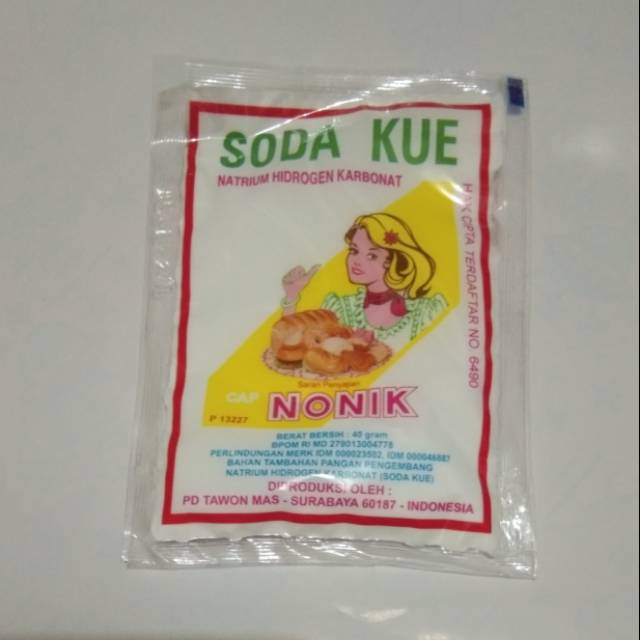 SODA KUE
NATRIUM HIDROGEN KARBONAT
HAK CIPTA TERDAFTAR NO. 6490
Saran Penyajian
CAP NONIK
P 13227
BERAT BERSIH : 40 gram
BPOM RI MD 279013004778
PERLINDUNGAN MERK IDM 000023502, IDM
BAHAN TAMBAHAN PANGAN PENGEMBANG
NATRIUM HIDROGEN KARBONAT (SODA KUE)
DIPRODUKSI OLEH :
PD TAWON MAS - SURABAYA 60187 - INDONESIA